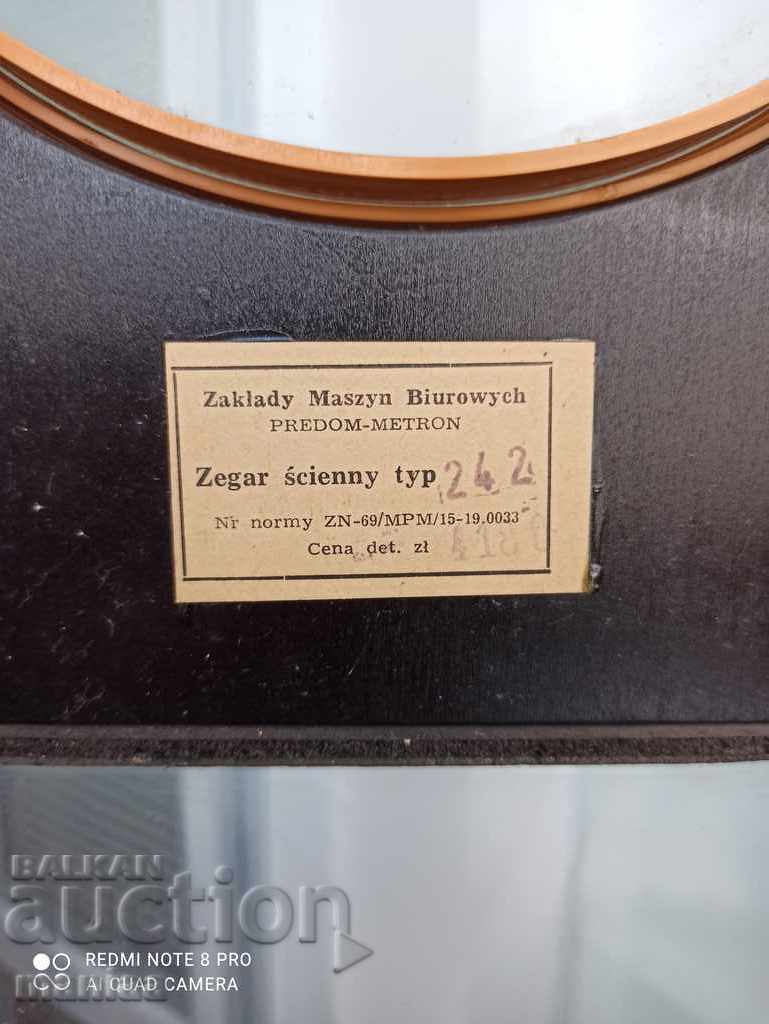 Zakłady Maszyn Biurowych
PREDOM-METRON
Zegar ścienny typ 242
Nr normy ZN-69/MPM/15-19.0033
Cena det. zł
BALKAN
auction
REDMI NOTE 8 PRO
AI QUAD CAMERA